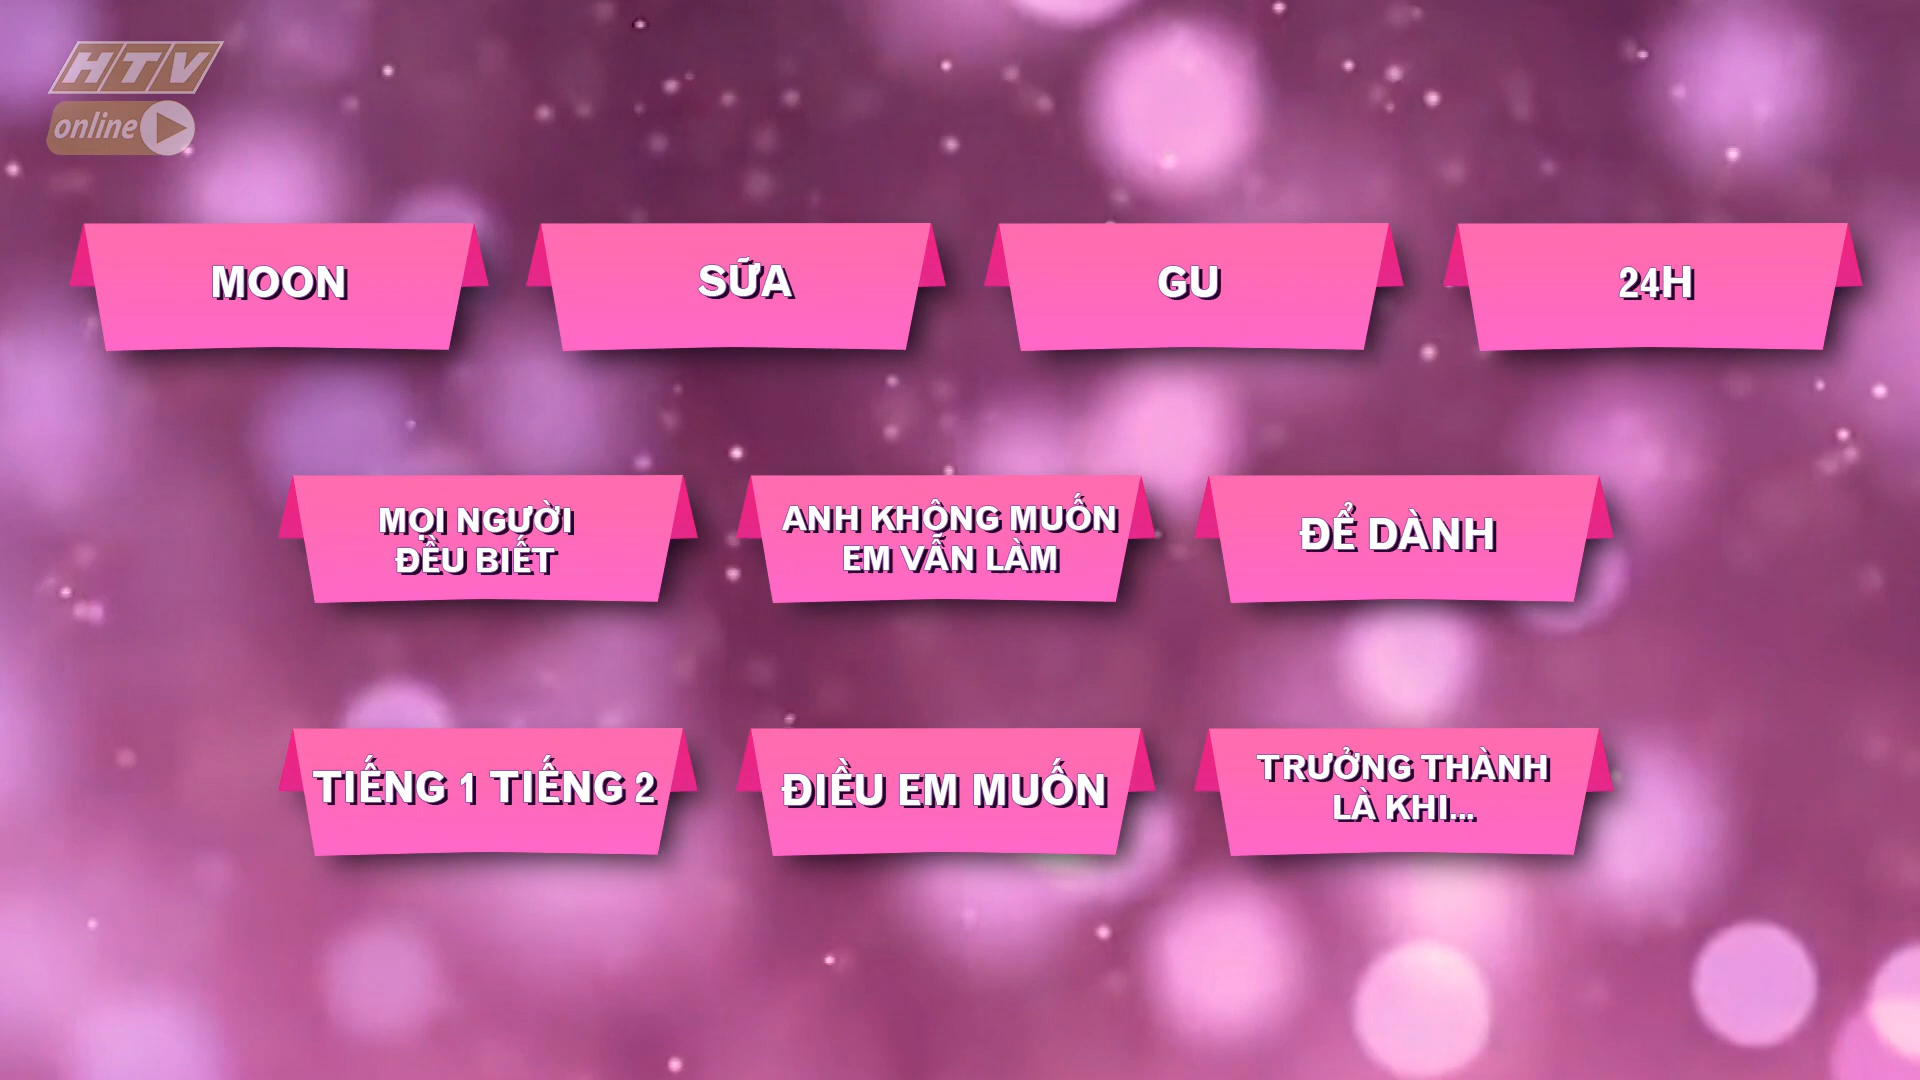 HTV
online
MOON
SỮA
GU
24H
MỌI NGƯỜI
ĐỀU BIẾT
ANH KHÔNG MUỐN
EM VẪN LÀM
ĐỂ DÀNH
TIẾNG 1 TIẾNG 2
ĐIỀU EM MUỐN
TRƯỞNG THÀNH
LÀ KHI...